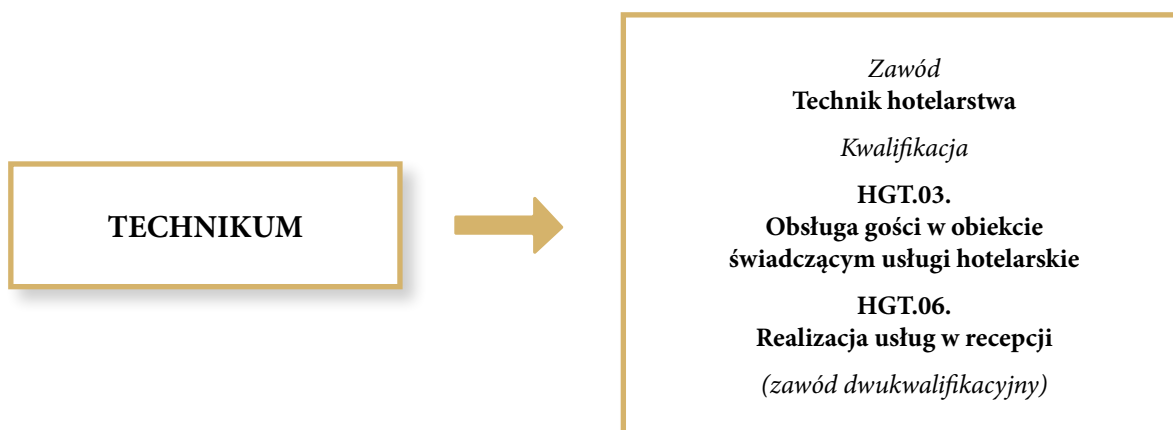 TECHNIKUM
Zawód
Technik hotelarstwa
Kwalifikacja
HGT.03.
Obsługa gości w obiekcie
świadczącym usługi hotelarskie
HGT.06.
Realizacja usług w recepcji
(zawód dwukwalifikacyjny)